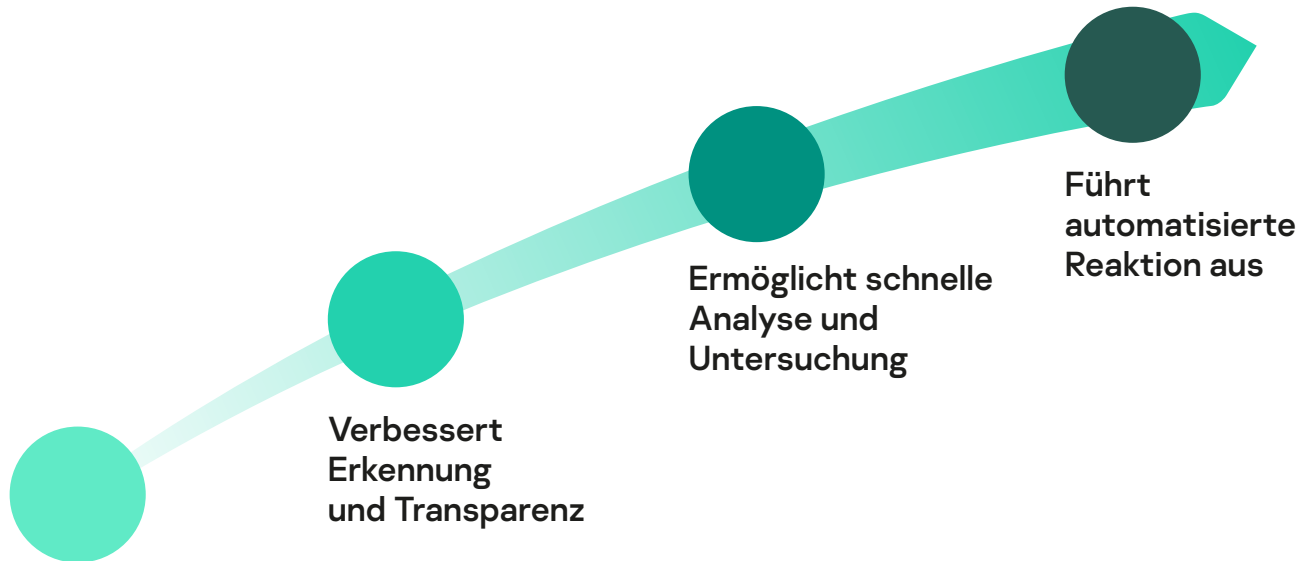 Führt
automatisierte
Reaktion aus
Ermöglicht schnelle
Analyse und
Untersuchung
Verbessert
Erkennung
und Transparenz